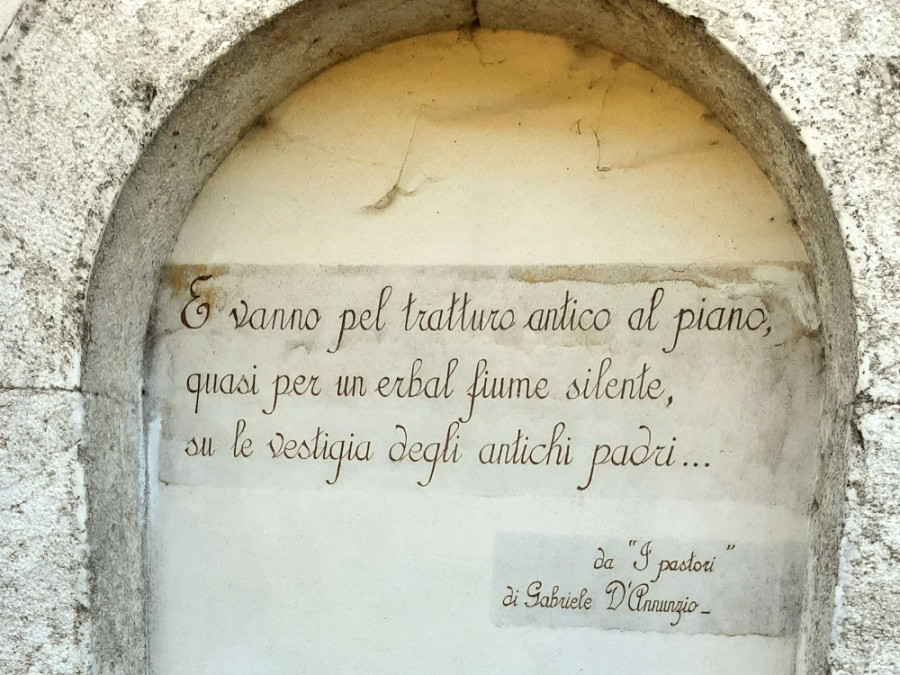 E vanno pel tratturo antico al piano,
quasi per un erbal fiume silente,
su le vestigia degli antichi padri...
da "I pastori"
di Gabriele D'Annunzio_